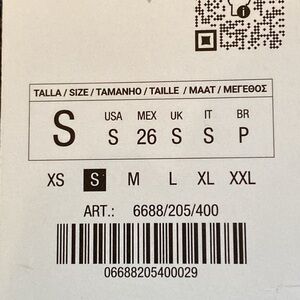 TALLA / SIZE / TAMANHO / TAILLE / MAAT / ΜΕΓΕΘΟΣ
S USA MEX UK IT BR
S 26 S S P
XS S M L XL XXL
ART.: 6688/205/400
06688205400029